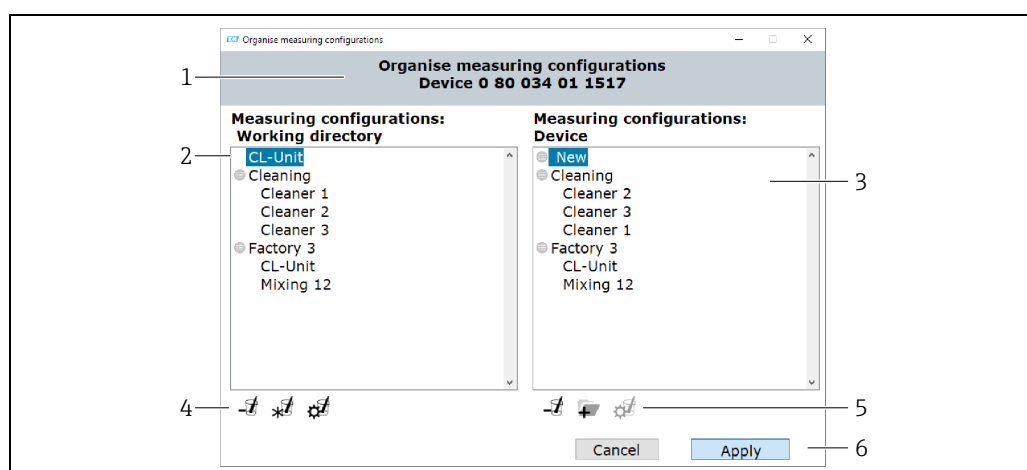 Organise measuring configurations
Organise measuring configurations
Device 0 80 034 01 1517
1
Measuring configurations:
Working directory
2
CL-Unit
Cleaning
Cleaner 1
Cleaner 2
Cleaner 3
Factory 3
CL-Unit
Mixing 12
Measuring configurations:
Device
New
Cleaning
Cleaner 2
Cleaner 3
Cleaner 1
Factory 3
CL-Unit
Mixing 12
3
4
5
Cancel
Apply
6